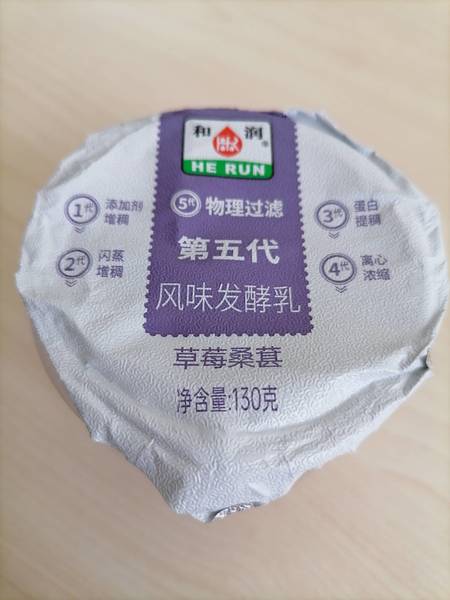 和润®
HE RUN
1代 添加剂
增稠
2代 闪蒸
增稠
5代 物理过滤
第五代
风味发酵乳
3代 蛋白
提稠
4代 离心
浓缩
草莓桑葚
净含量:130克